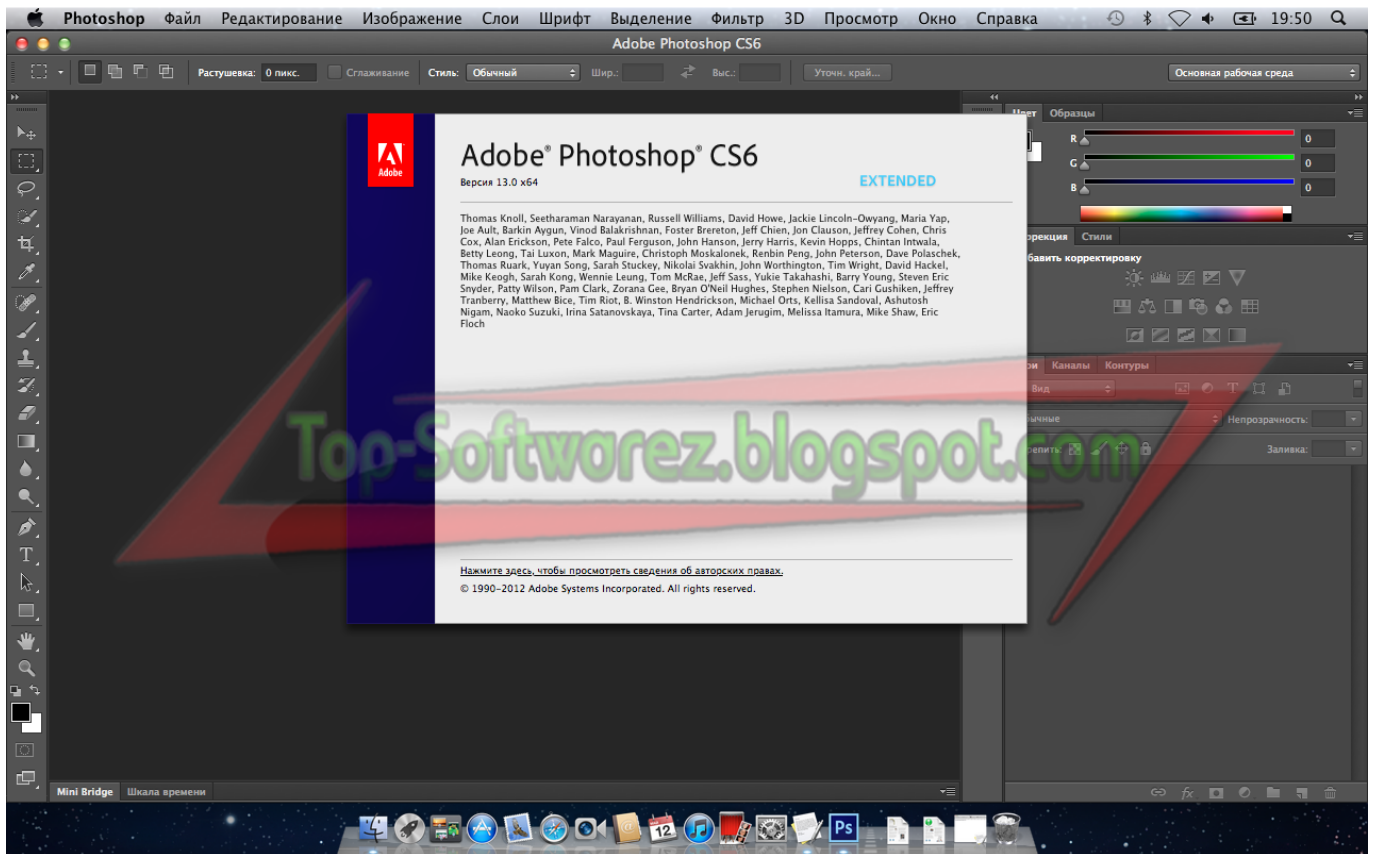 Photoshop Файл Редактирование Изображение Слои Шрифт Выделение Фильтр 3D Просмотр Окно Справка 19:50
Adobe Photoshop CS6
Растушевка: 0 пикс. Сглаживание Стиль: Обычный Шир.: Выс.: Уточн. край... Основная рабочая среда
Цвет Образцы
R 0
G 0
B 0
Adobe
Adobe® Photoshop® CS6
Версия 13.0 x64
EXTENDED
Thomas Knoll, Seetharaman Narayanan, Russell Williams, David Howe, Jackie Lincoln-Owyang, Maria Yap,
Joe Ault, Barkin Aygun, Vinod Balakrishnan, Foster Brereton, Jeff Chien, Jon Clauson, Jeffrey Cohen, Chris
Cox, Alan Erickson, Pete Falco, Paul Ferguson, John Hanson, Jerry Harris, Kevin Hopps, Chintan Intwala,
Betty Leong, Tai Luxon, Mark Maguire, Christoph Moskalonek, Renbin Peng, John Peterson, Dave Polaschek,
Thomas Ruark, Yuyan Song, Sarah Stuckey, Nikolai Svakhin, John Worthington, Tim Wright, David Hackel,
Mike Keogh, Sarah Kong, Wennie Leung, Tom McRae, Jeff Sass, Yukie Takahashi, Barry Young, Steven Eric
Snyder, Patty Wilson, Pam Clark, Zorana Gee, Bryan O'Neil Hughes, Stephen Nielson, Cari Gushiken, Jeffrey
Tranberry, Matthew Bice, Tim Riot, B. Winston Hendrickson, Michael Orts, Kellisa Sandoval, Ashutosh
Nigam, Naoko Suzuki, Irina Satanovskaya, Tina Carter, Adam Jerugim, Melissa Itamura, Mike Shaw, Eric
Floch
Стили
корректировку
Каналы Контуры
Вид
Непрозрачность:
Заливка:
Top-Softwarez.blogspot.com
Нажмите здесь, чтобы просмотреть сведения об авторских правах.
© 1990-2012 Adobe Systems Incorporated. All rights reserved.
Mini Bridge Шкала времени
12
Ps